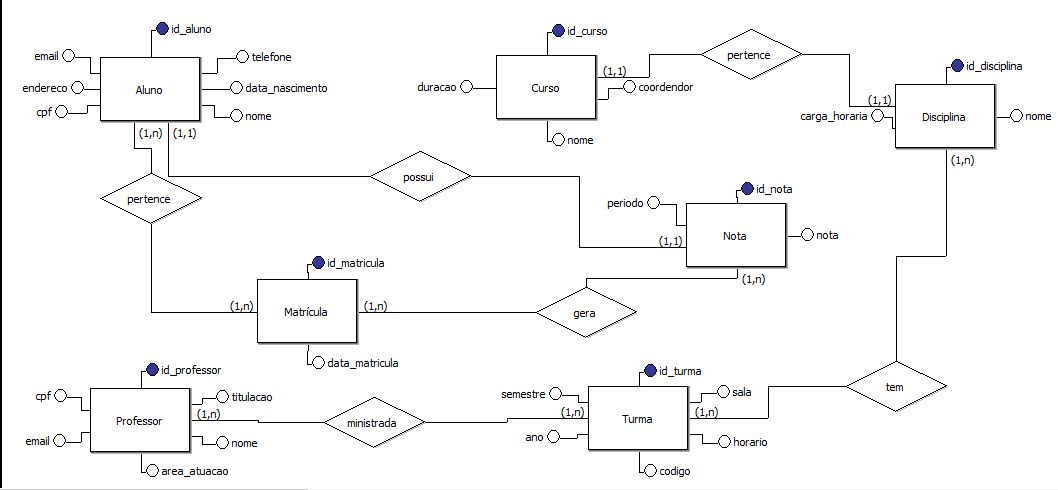 id_aluno
id_curso
email
telefone
pertence
id_disciplina
Aluno
endereco
data_nascimento
duracao
Curso
(1,1)
coordendor
(1,1)
cpf
nome
carga_horaria
Disciplina
nome
(1,n)
(1,1)
nome
(1,n)
possui
id_nota
pertence
periodo
Nota
nota
(1,1)
id_matricula
(1,n)
(1,n)
Matrícula
(1,n)
gera
data_matricula
id_professor
id_turma
cpf
titulacao
semestre
sala
tem
(1,n)
(1,n)
(1,n)
Professor
ministrada
Turma
email
nome
ano
horario
area_atuacao
codigo